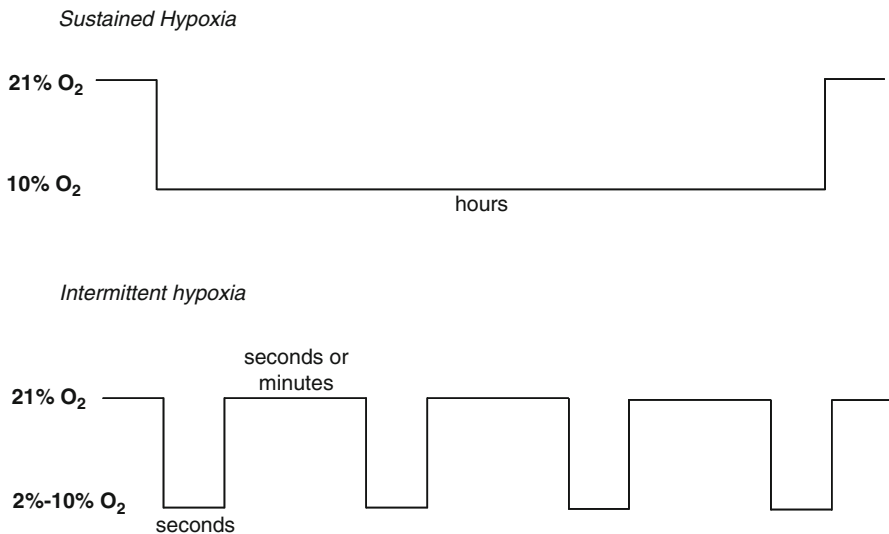 Sustained Hypoxia
21% O₂
10% O₂
hours
Intermittent hypoxia
seconds or
minutes
21% O₂
2%-10% O₂
seconds